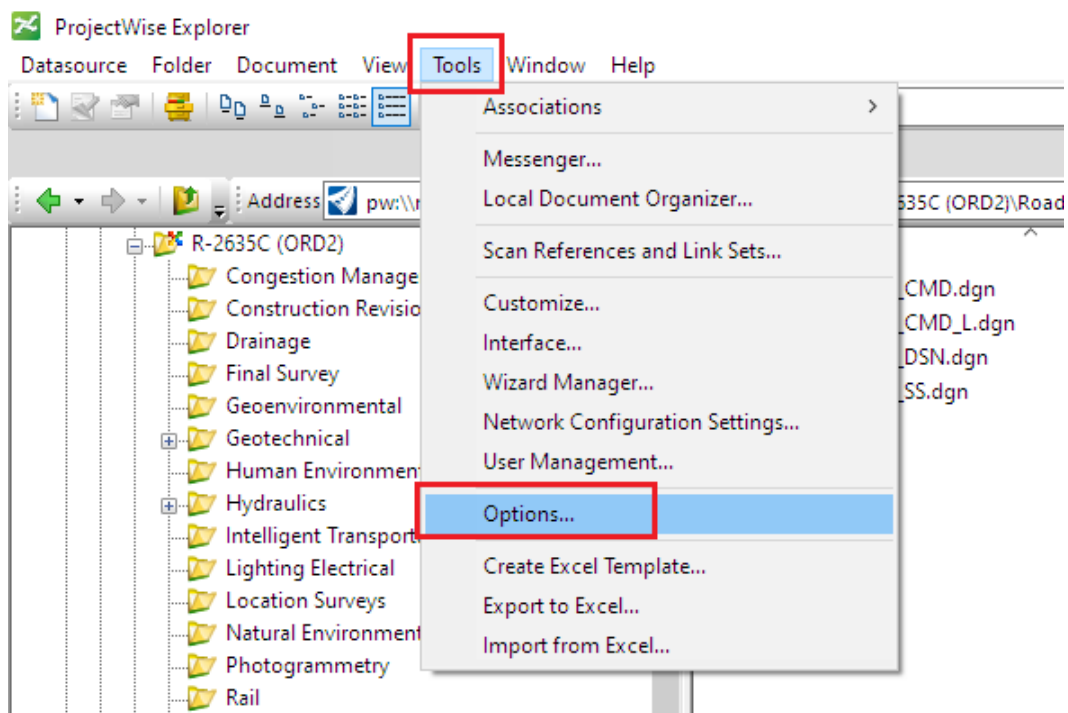 ProjectWise Explorer
Datasource Folder Document View Tools Window Help
Associations
Messenger...
Local Document Organizer...
Scan References and Link Sets...
Customize...
Interface...
Wizard Manager...
Network Configuration Settings...
User Management...
Options...
Create Excel Template...
Export to Excel...
Import from Excel...
Address pw:\\r
635C (ORD2)\Road
R-2635C (ORD2)
Congestion Manage
Construction Revisio
Drainage
Final Survey
Geoenvironmental
Geotechnical
Human Environmen
Hydraulics
Intelligent Transport
Lighting Electrical
Location Surveys
Natural Environment
Photogrammetry
Rail
_CMD.dgn
_CMD_L.dgn
_DSN.dgn
_SS.dgn